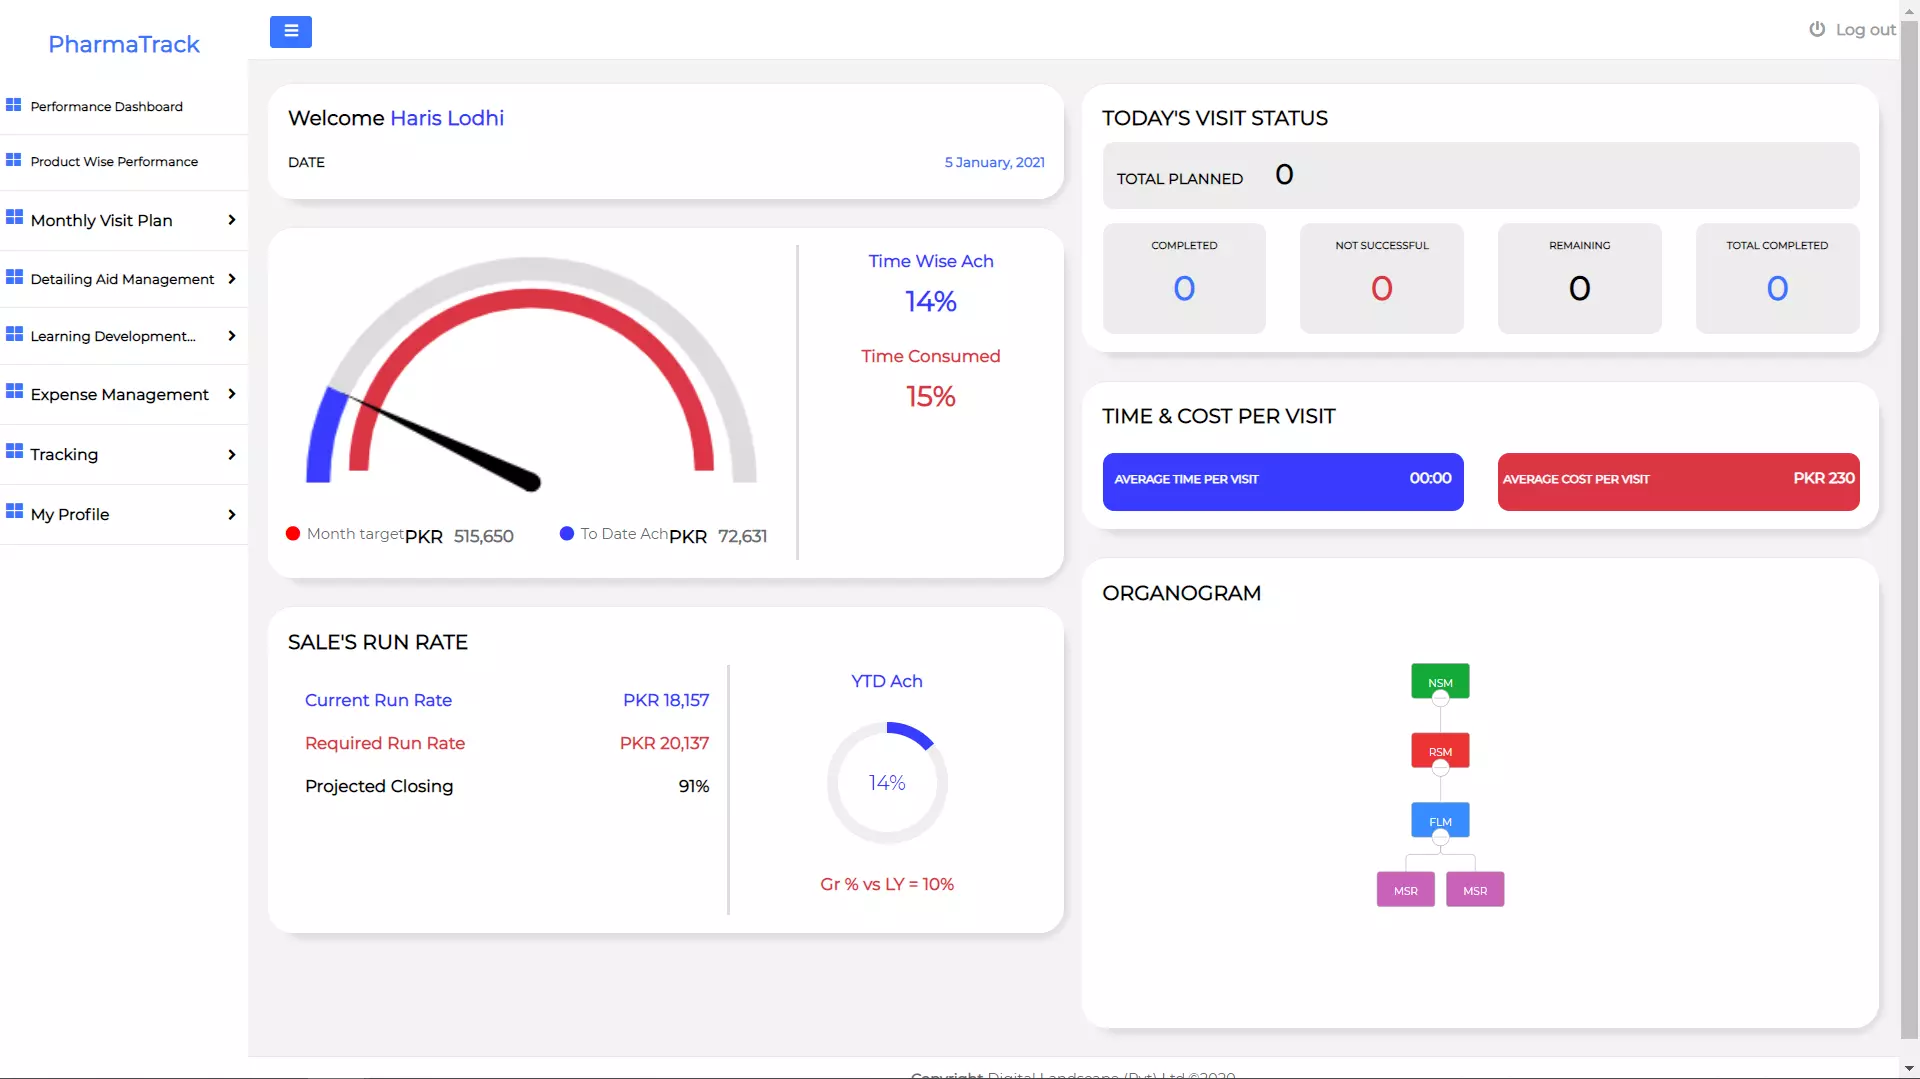 PharmaTrack
Log out
Performance Dashboard
Product Wise Performance
Monthly Visit Plan
Detailing Aid Management
Learning Development...
Expense Management
Tracking
My Profile
Welcome Haris Lodhi
DATE 5 January, 2021
Time Wise Ach
14%
Time Consumed
15%
Month target PKR 515,650 To Date Ach PKR 72,631
SALE'S RUN RATE
Current Run Rate PKR 18,157
Required Run Rate PKR 20,137
Projected Closing 91%
YTD Ach
14%
Gr % vs LY = 10%
TODAY'S VISIT STATUS
TOTAL PLANNED 0
COMPLETED NOT SUCCESSFUL REMAINING TOTAL COMPLETED
0 0 0 0
TIME & COST PER VISIT
AVERAGE TIME PER VISIT 00:00 AVERAGE COST PER VISIT PKR 230
ORGANOGRAM
NSM
RSM
FLM
MSR MSR
Copyright Digital Landscape (Pvt) Ltd ©2020